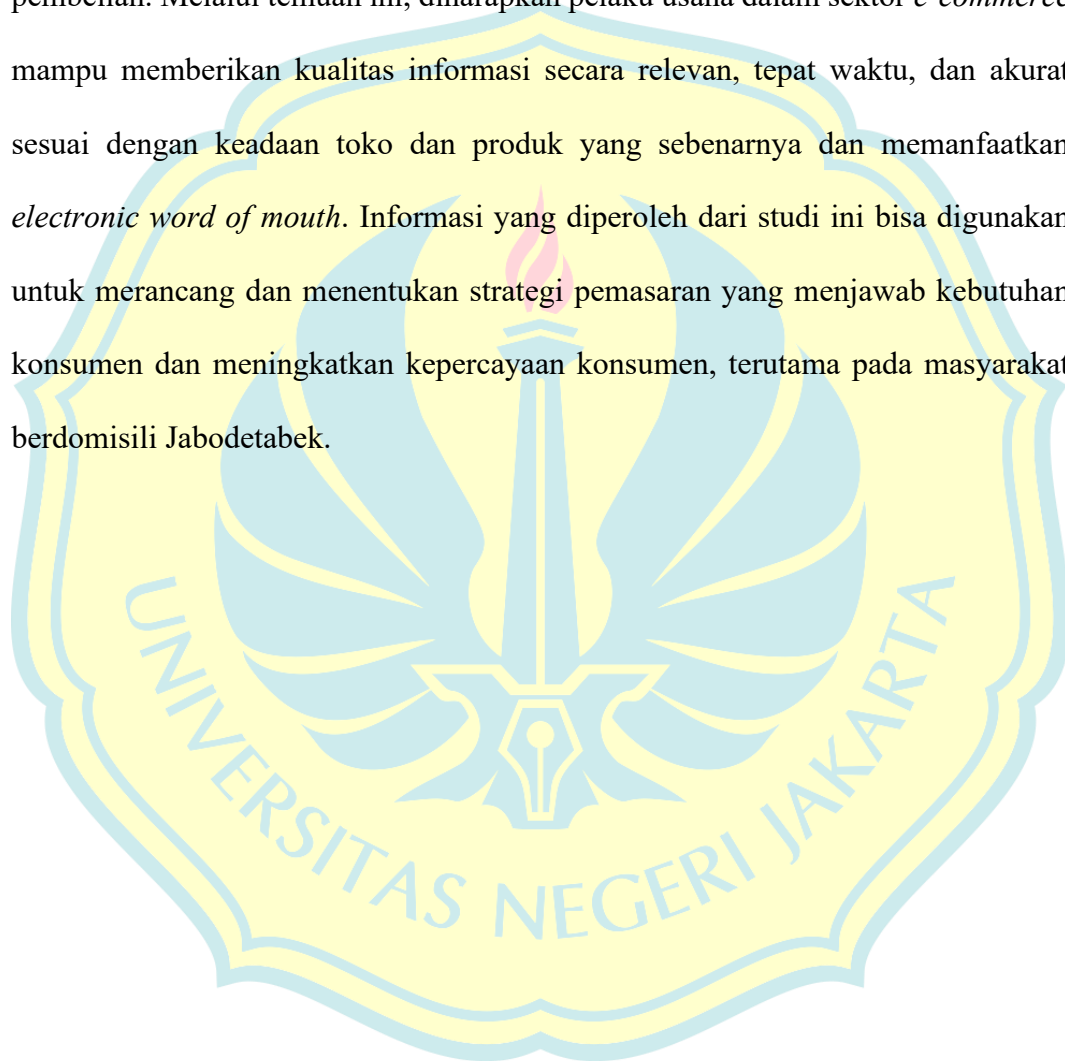 pembelian. Melalui temuan ini, diharapkan pelaku usaha dalam sektor e-commerce
mampu memberikan kualitas informasi secara relevan, tepat waktu, dan akurat
sesuai dengan keadaan toko dan produk yang sebenarnya dan memanfaatkan
electronic word of mouth. Informasi yang diperoleh dari studi ini bisa digunakan
untuk merancang dan menentukan strategi pemasaran yang menjawab kebutuhan
konsumen dan meningkatkan kepercayaan konsumen, terutama pada masyarakat
berdomisili Jabodetabek.
UNIVERSITAS NEGERI JAKARTA